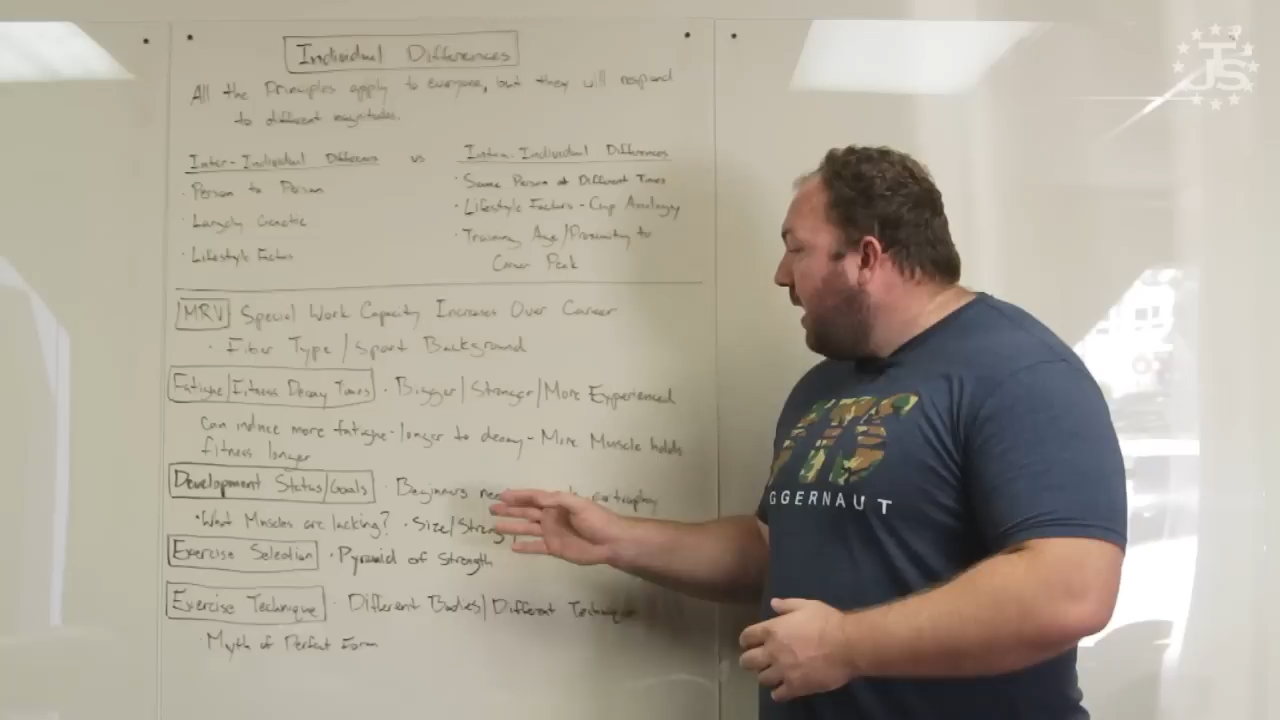 Individual Differences
All the Principles apply to everyone, but they will respond
to different magnitudes.
Inter-Individual Differences vs Intra-Individual Differences
· Person to Person
· Same Person at Different Times
· Largely Genetic
· Lifestyle Factors - Cup Analogy
· Lifestyle Factors
· Training Age/Proximity to
Career Peak
MRV Special Work Capacity Increases Over Career
· Fiber Type / Sport Background
Fatigue/Fitness Decay Times · Bigger/Stronger/More Experienced
Can induce more fatigue - longer to decay - More Muscle holds
fitness longer
Development Status/Goals · Beginners
· What Muscles are lacking? · Size/Streng
Exercise Selection · Pyramid of Strength
Exercise Technique · Different Bodies/Different Technique
· Myth of Perfect Form
JTS
GGERNAUT
JTS